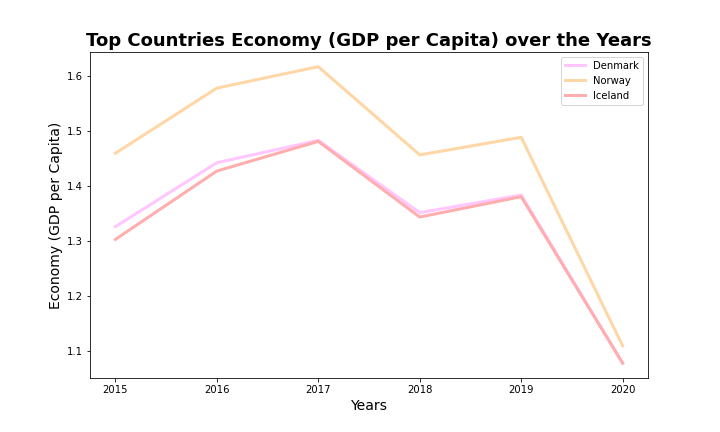 Top Countries Economy (GDP per Capita) over the Years
Denmark
Norway
Iceland
Economy (GDP per Capita)
1.6
1.5
1.4
1.3
1.2
1.1
2015 2016 2017 2018 2019 2020
Years